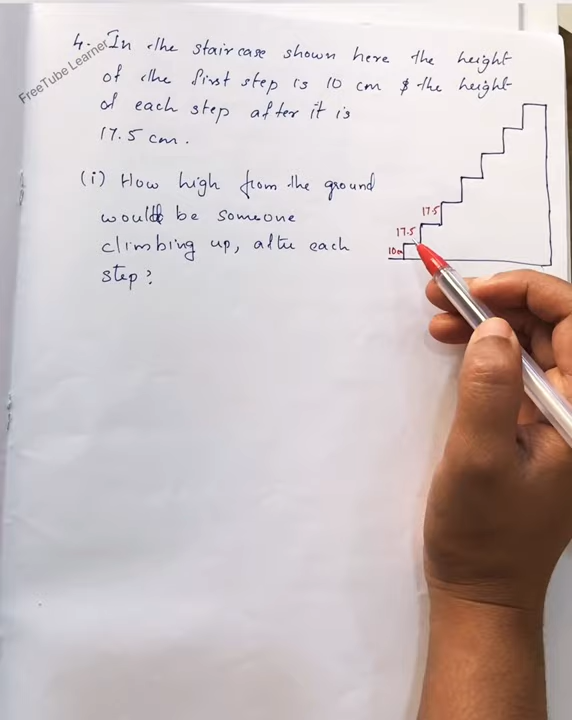 FreeTube Learner
4. In the staircase shown here the height
of the first step is 10 cm & the height
of each step after it is
17.5 cm.
(i) How high from the ground
would be someone
climbing up, after each
step?
17.5
17.5